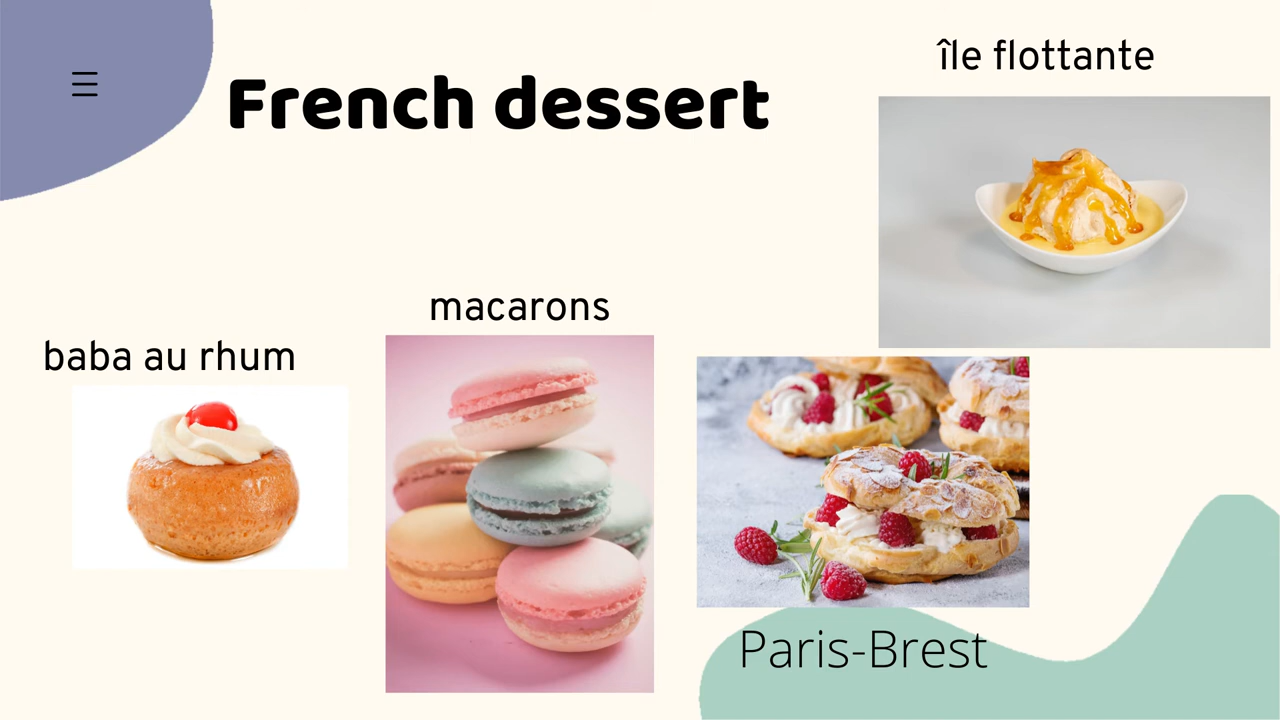 French dessert
île flottante
macarons
baba au rhum
Paris-Brest